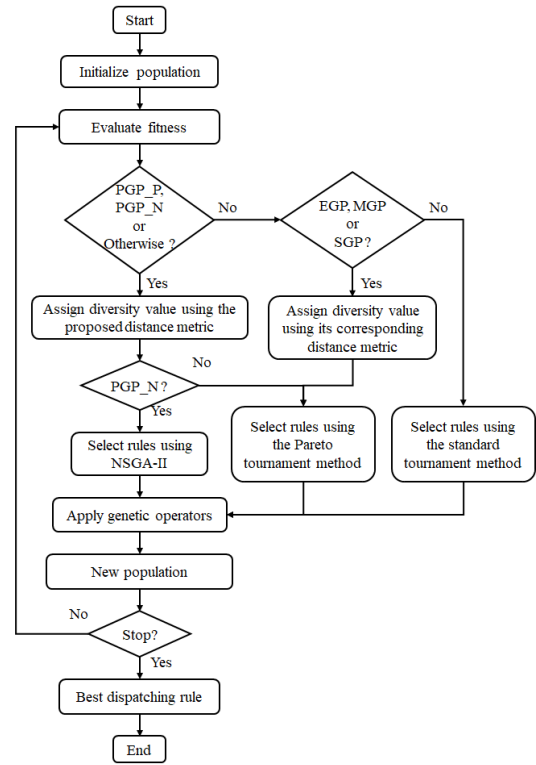 Start
Initialize population
Evaluate fitness
PGP_P,
PGP_N
or
Otherwise ?
No
EGP, MGP
or
SGP ?
No
Yes
Yes
Assign diversity value using the
proposed distance metric
Assign diversity value
using its corresponding
distance metric
No
PGP_N ?
Yes
Select rules using
NSGA-II
Select rules using
the Pareto
tournament method
Select rules using
the standard
tournament method
Apply genetic operators
New population
No
Stop?
Yes
Best dispatching rule
End